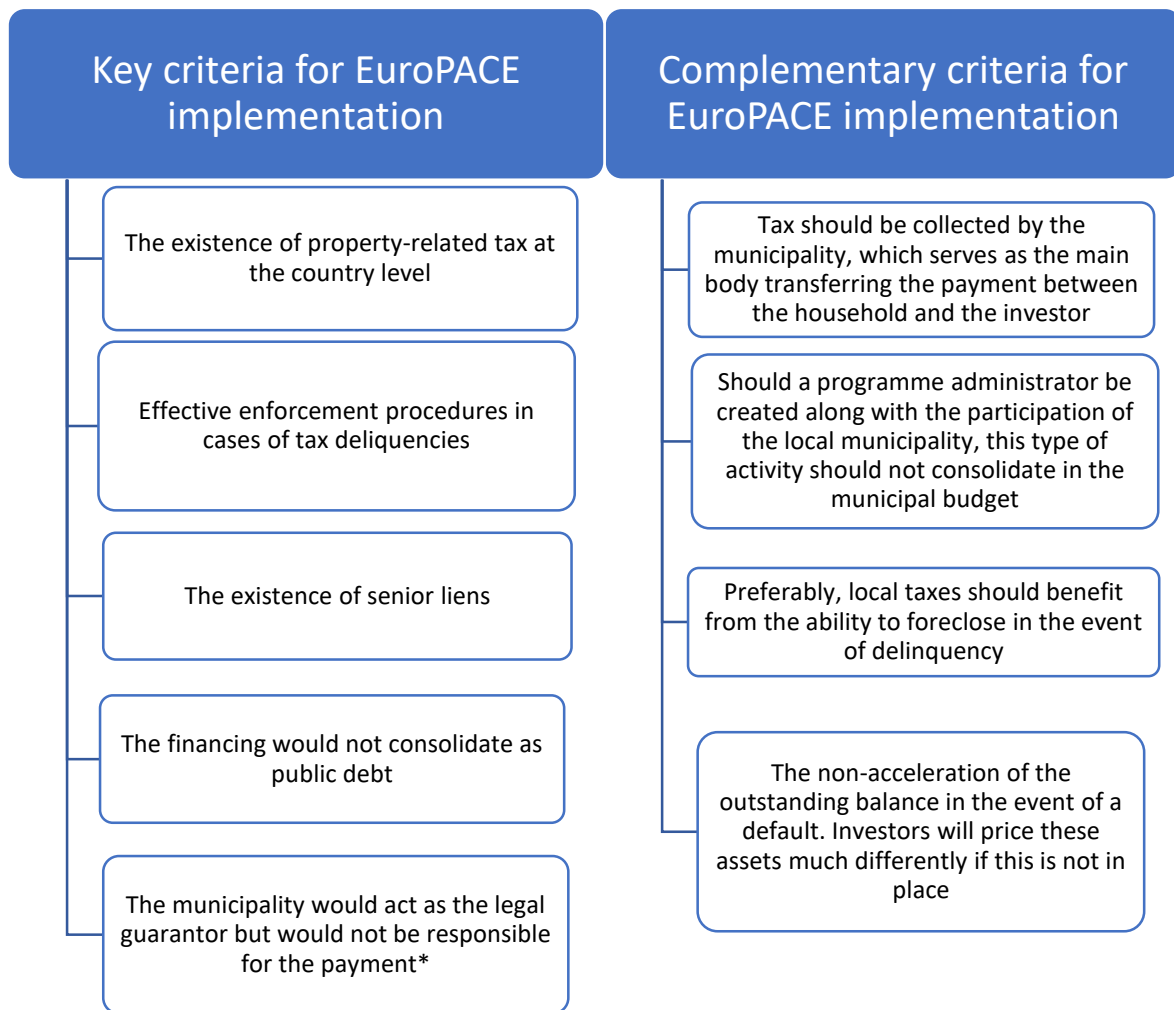 Key criteria for EuroPACE
implementation
The existence of property-related tax at
the country level
Effective enforcement procedures in
cases of tax deliquencies
The existence of senior liens
The financing would not consolidate as
public debt
The municipality would act as the legal
guarantor but would not be responsible
for the payment*
Complementary criteria for
EuroPACE implementation
Tax should be collected by the
municipality, which serves as the main
body transferring the payment between
the household and the investor
Should a programme administrator be
created along with the participation of
the local municipality, this type of
activity should not consolidate in the
municipal budget
Preferably, local taxes should benefit
from the ability to foreclose in the event
of delinquency
The non-acceleration of the
outstanding balance in the event of a
default. Investors will price these
assets much differently if this is not in
place